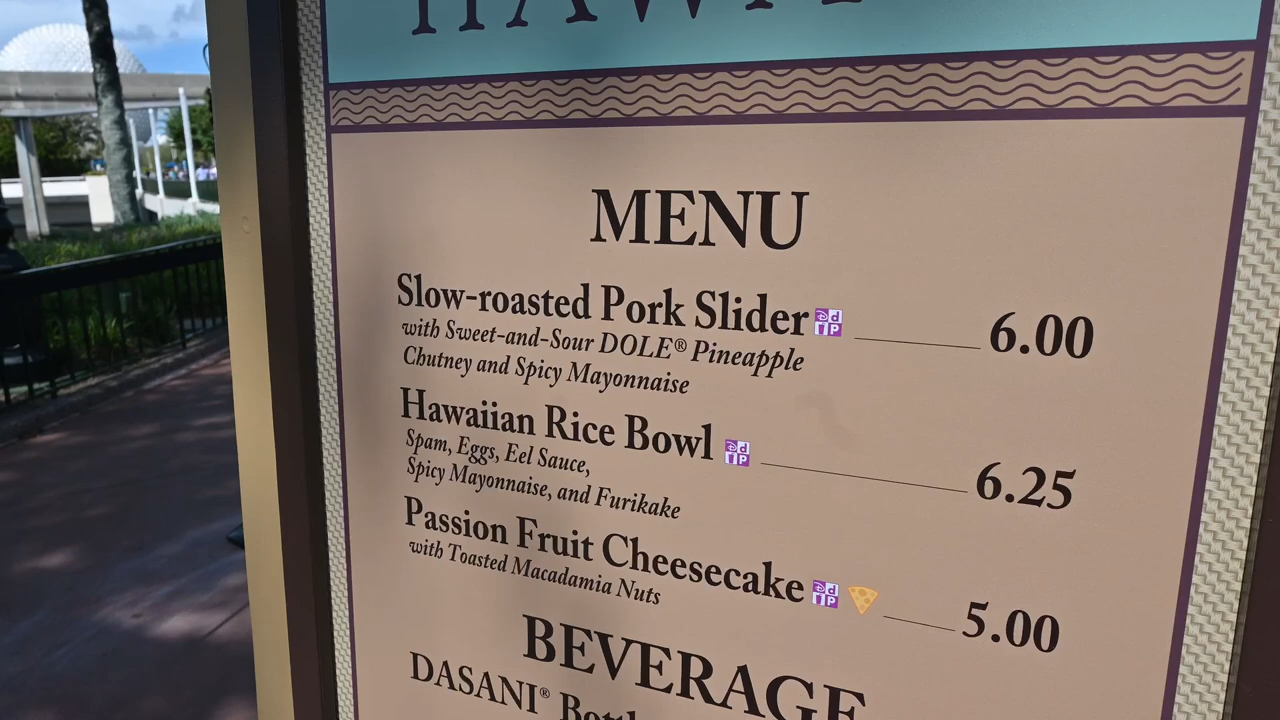 MENU
Slow-roasted Pork Slider 6.00
with Sweet-and-Sour DOLE® Pineapple
Chutney and Spicy Mayonnaise
Hawaiian Rice Bowl 6.25
Spam, Eggs, Eel Sauce,
Spicy Mayonnaise, and Furikake
Passion Fruit Cheesecake 5.00
with Toasted Macadamia Nuts
BEVERAGE
DASANI®